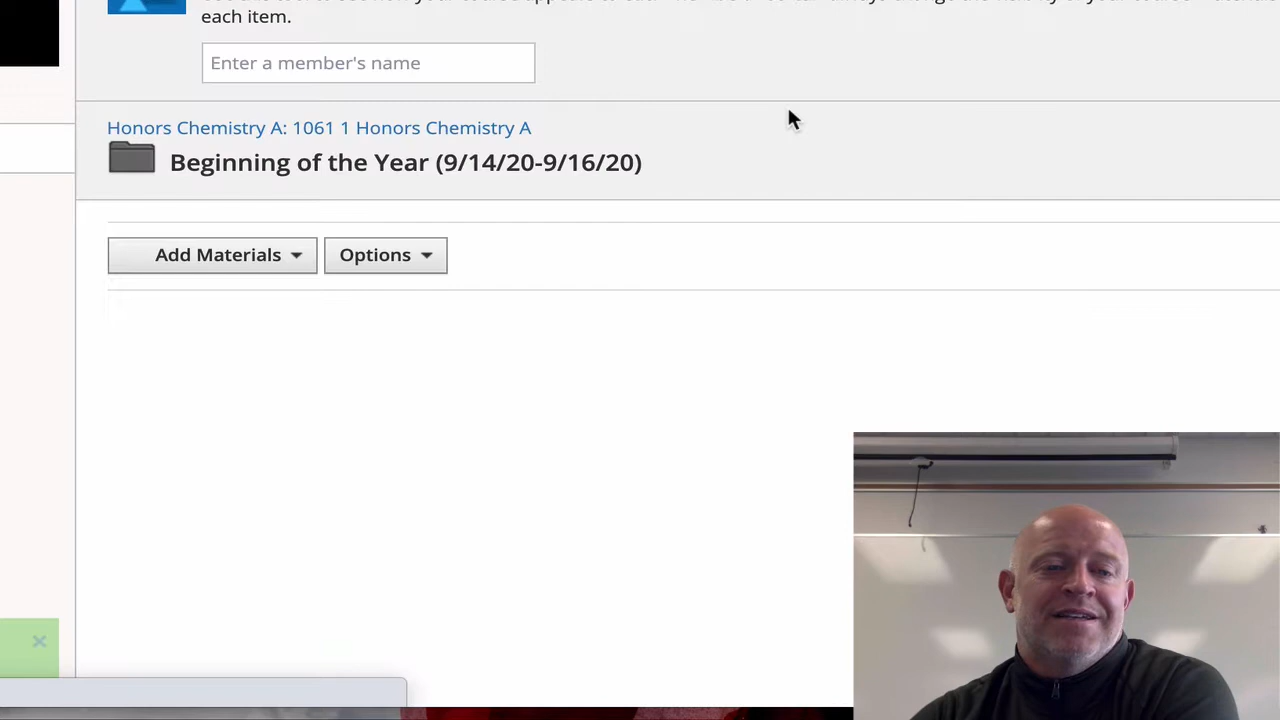 each item.
Enter a member's name
Honors Chemistry A: 1061 1 Honors Chemistry A
Beginning of the Year (9/14/20-9/16/20)
Add Materials
Options